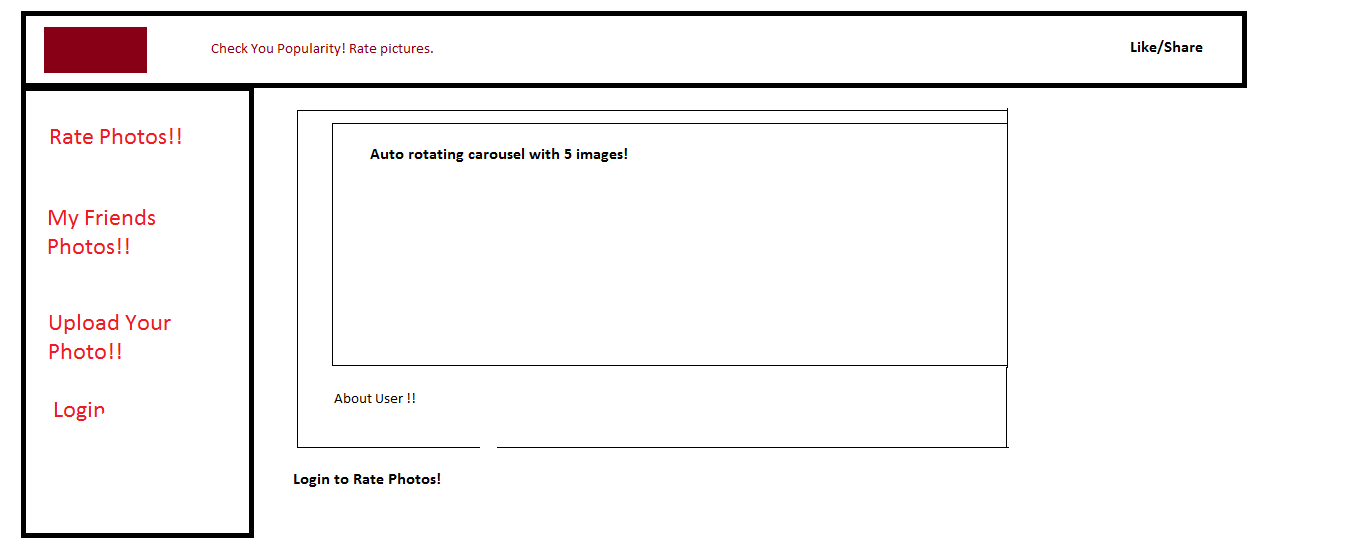 Check You Popularity! Rate pictures.
Like/Share
Rate Photos!!
My Friends
Photos!!
Upload Your
Photo!!
Login
Auto rotating carousel with 5 images!
About User !!
Login to Rate Photos!